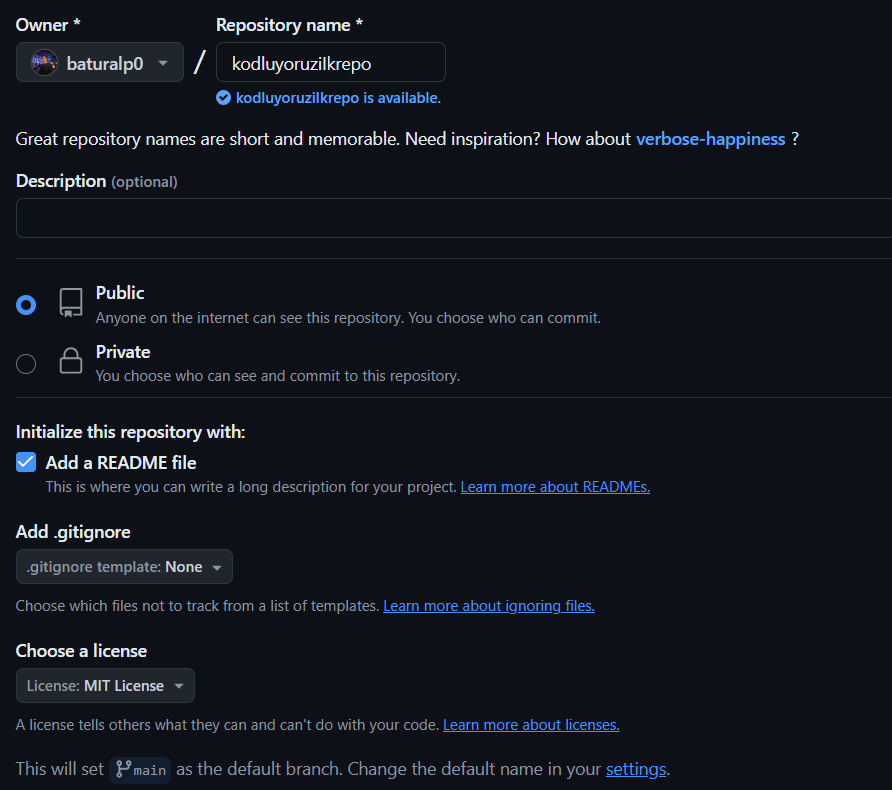 Owner *
Repository name *
baturalp0
/
kodluyoruzilkrepo
kodluyoruzilkrepo is available.
Great repository names are short and memorable. Need inspiration? How about verbose-happiness ?
Description (optional)
Public
Anyone on the internet can see this repository. You choose who can commit.
Private
You choose who can see and commit to this repository.
Initialize this repository with:
Add a README file
This is where you can write a long description for your project. Learn more about READMEs.
Add .gitignore
.gitignore template: None
Choose which files not to track from a list of templates. Learn more about ignoring files.
Choose a license
License: MIT License
A license tells others what they can and can't do with your code. Learn more about licenses.
This will set main as the default branch. Change the default name in your settings.